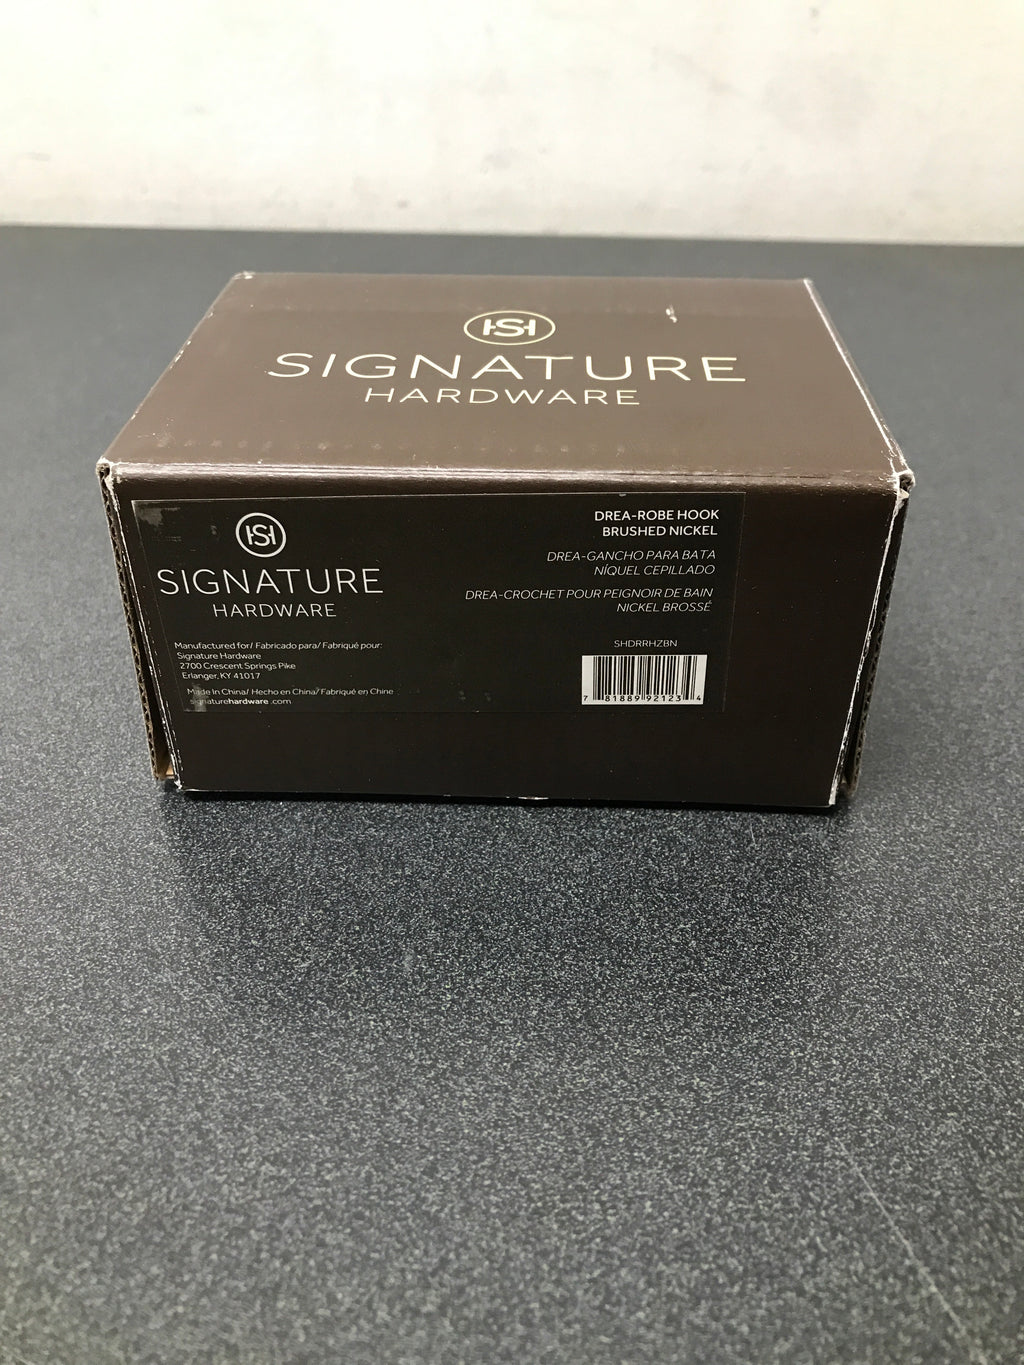 HSH
SIGNATURE
HARDWARE
HSH
SIGNATURE
HARDWARE
Manufactured for/ Fabricado para/ Fabriqué pour:
Signature Hardware
2700 Crescent Springs Pike
Erlanger, KY 41017
Made In China/ Hecho en China/ Fabriqué en Chine
signaturehardware.com
DREA-ROBE HOOK
BRUSHED NICKEL
DREA-GANCHO PARA BATA
NÍQUEL CEPILLADO
DREA-CROCHET POUR PEIGNOIR DE BAIN
NICKEL BROSSÉ
SHDRRHZBN
7 81889 92123 4